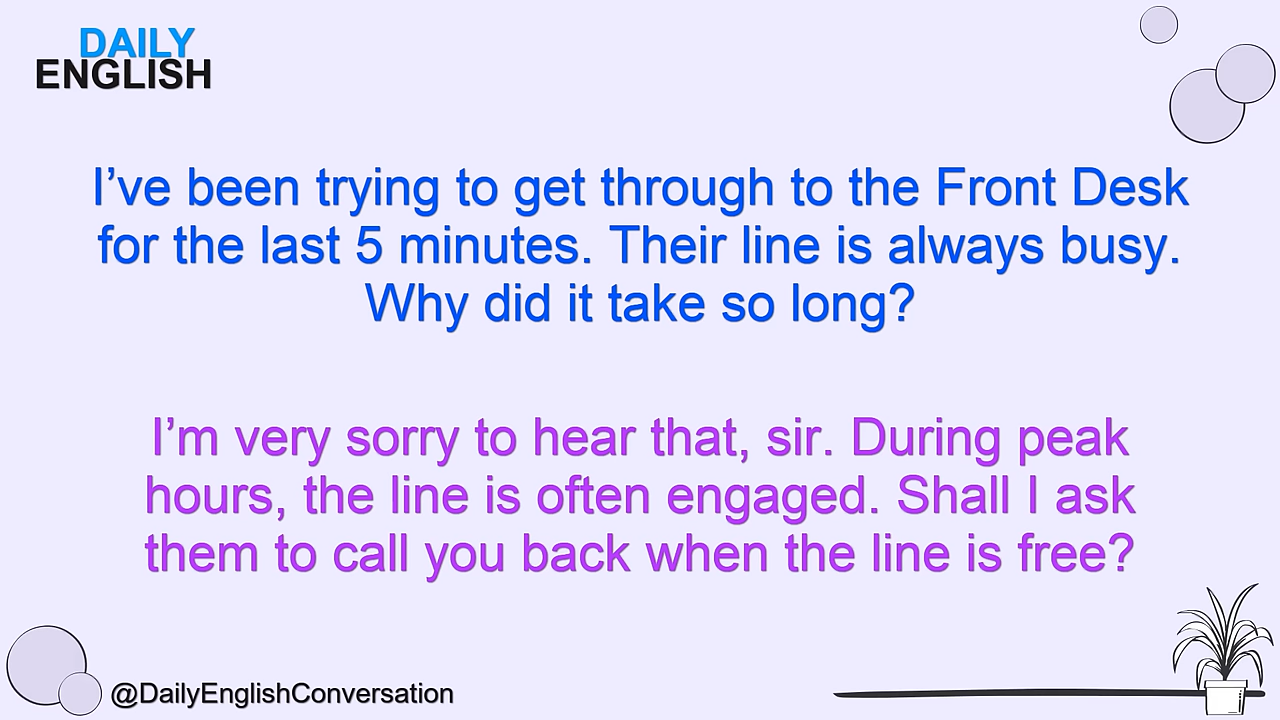 DAILY
ENGLISH
I’ve been trying to get through to the Front Desk
for the last 5 minutes. Their line is always busy.
Why did it take so long?
I’m very sorry to hear that, sir. During peak
hours, the line is often engaged. Shall I ask
them to call you back when the line is free?
@DailyEnglishConversation